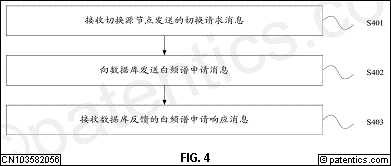 接收切换源节点发送的切换请求消息
S401
向数据库发送白频谱申请消息
S402
接收数据库反馈的白频谱申请响应消息
S403
CN103582056
FIG. 4
© patentics.com
©patentics.com